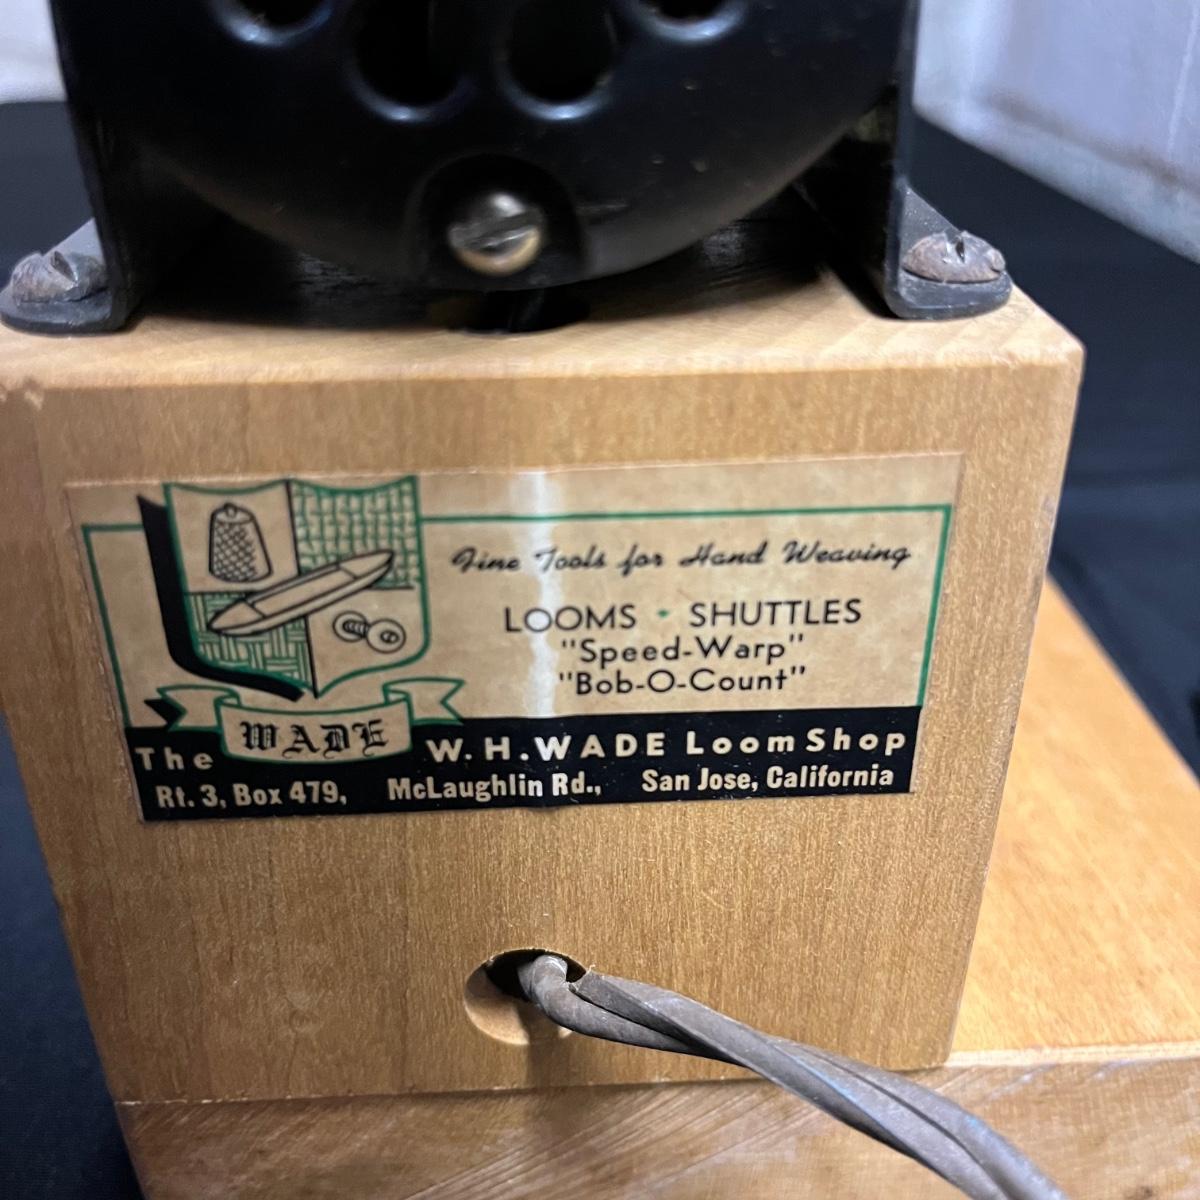 Fine Tools for Hand Weaving
LOOMS · SHUTTLES
"Speed-Warp"
"Bob-O-Count"
WADE
The W. H. WADE Loom Shop
Rt. 3, Box 479, McLaughlin Rd., San Jose, California